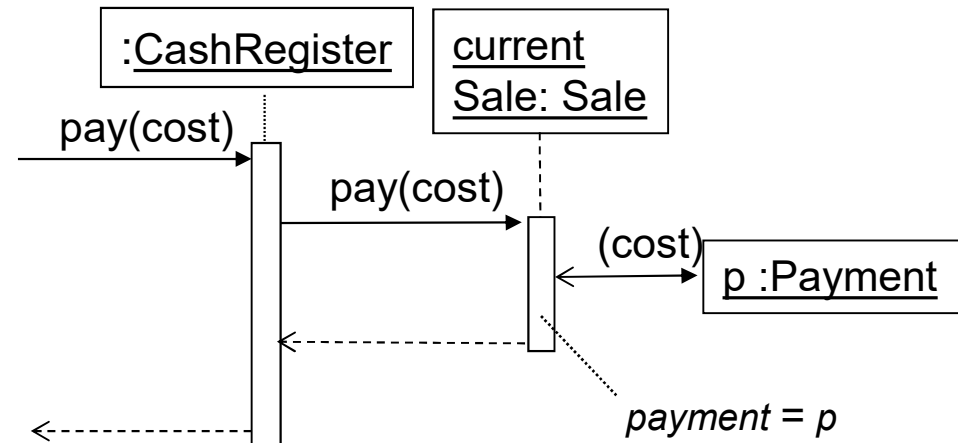 :CashRegister
current
Sale: Sale
pay(cost)
pay(cost)
(cost)
p :Payment
payment = p